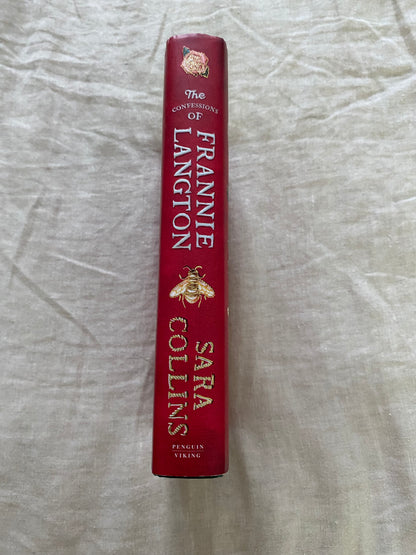 The
CONFESSIONS
OF
FRANNIE
LANGTON
SARA
COLLINS
PENGUIN
VIKING